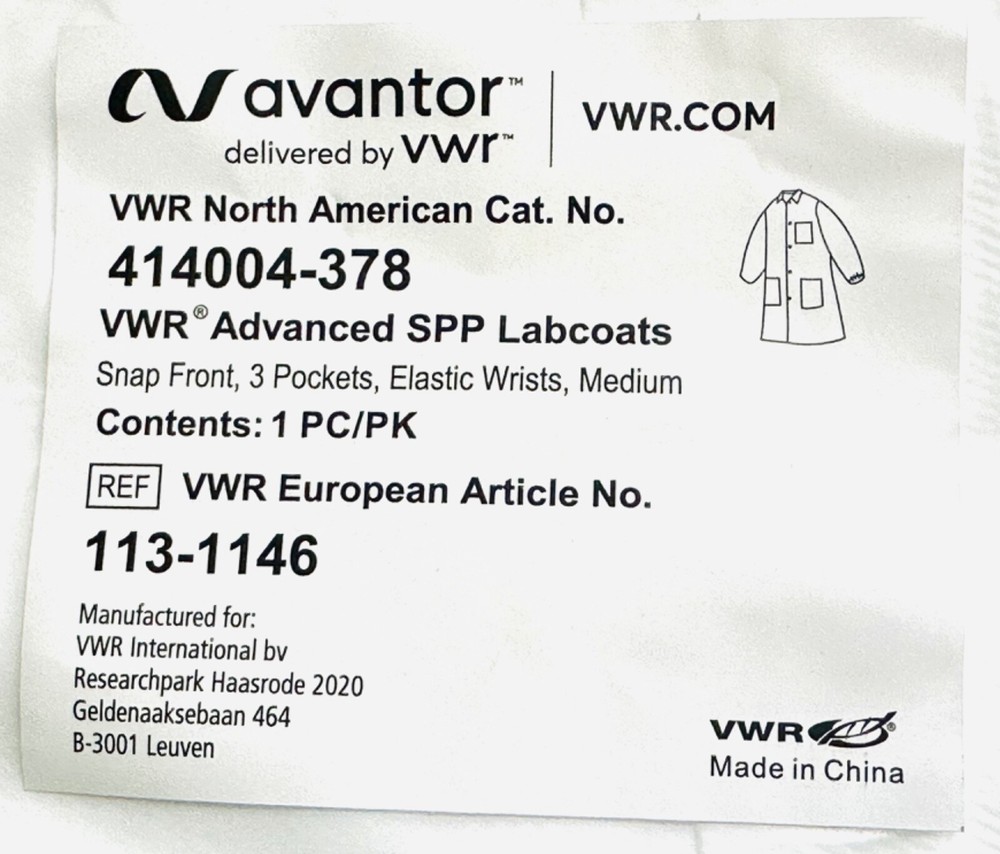 avantor™
delivered by vwr™
VWR.COM
VWR North American Cat. No.
414004-378
VWR® Advanced SPP Labcoats
Snap Front, 3 Pockets, Elastic Wrists, Medium
Contents: 1 PC/PK
REF VWR European Article No.
113-1146
Manufactured for:
VWR International bv
Researchpark Haasrode 2020
Geldenaaksebaan 464
B-3001 Leuven
VWR®
Made in China